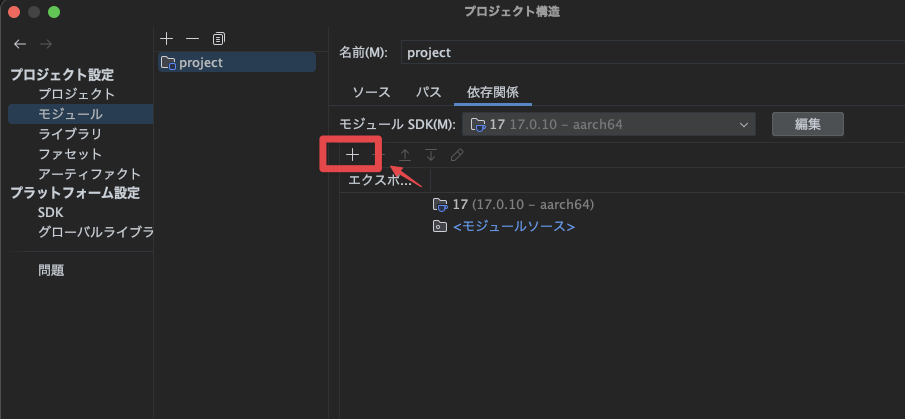 プロジェクト構造
プロジェクト設定
プロジェクト
モジュール
ライブラリ
ファセット
アーティファクト
プラットフォーム設定
SDK
グローバルライブラ
問題
project
名前(M):
project
ソース パス 依存関係
モジュール SDK(M): 17 17.0.10 – aarch64 編集
エクスポ...
17 (17.0.10 – aarch64)
<モジュールソース>